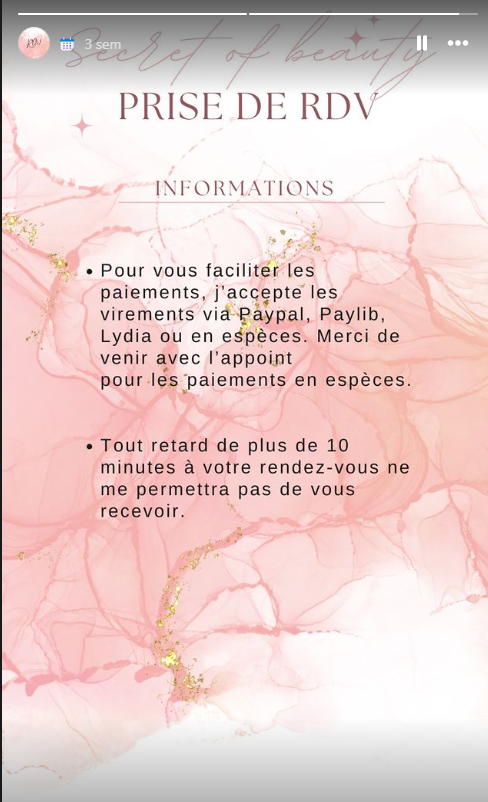 Secret of beauty
RDV
3 sem
PRISE DE RDV
INFORMATIONS
• Pour vous faciliter les
paiements, j'accepte les
virements via Paypal, Paylib,
Lydia ou en espèces. Merci de
venir avec l'appoint
pour les paiements en espèces.
• Tout retard de plus de 10
minutes à votre rendez-vous ne
me permettra pas de vous
recevoir.